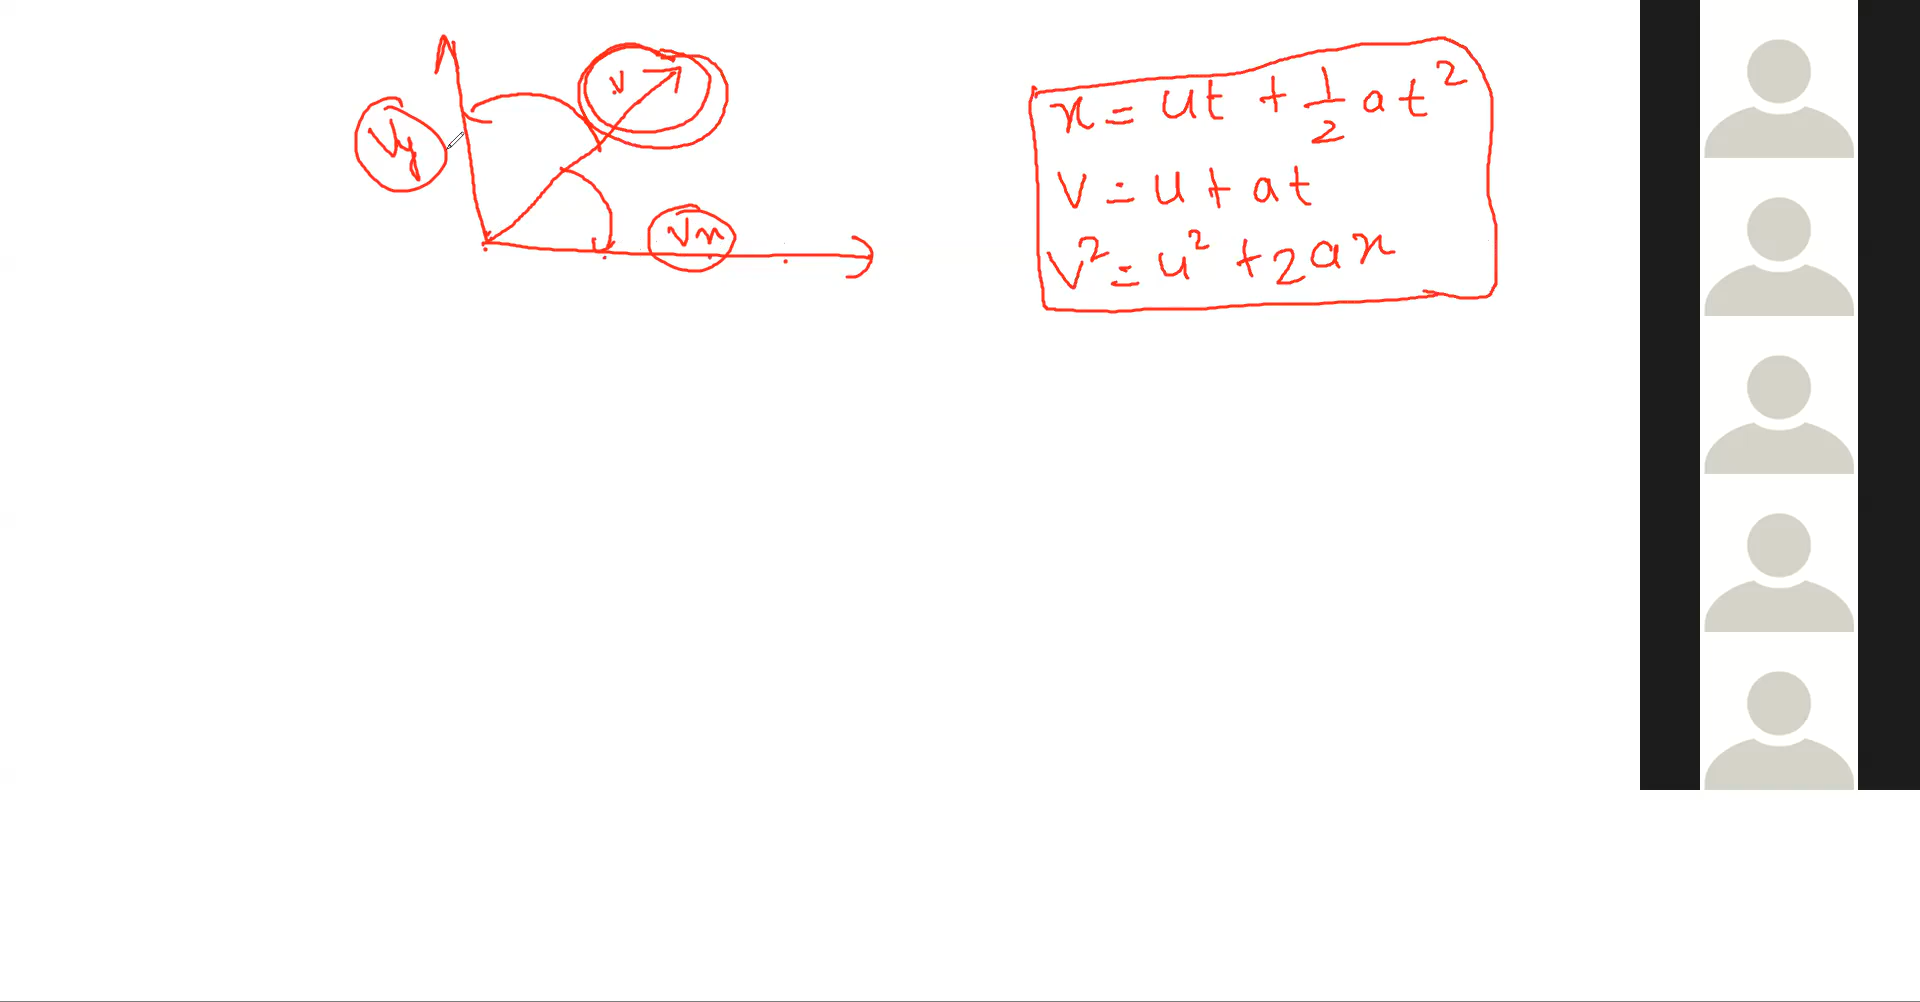 V
Vy
Vx
x = ut + 1/2 at²
V = u + at
V² = u² + 2ax